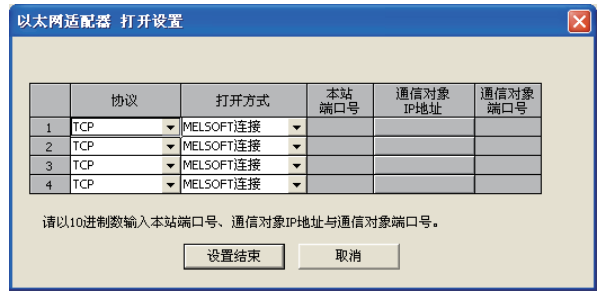 以太网适配器 打开设置
协议 打开方式 本站端口号 通信对象IP地址 通信对象端口号
1 TCP MELSOFT连接
2 TCP MELSOFT连接
3 TCP MELSOFT连接
4 TCP MELSOFT连接
请以10进制数输入本站端口号、通信对象IP地址与通信对象端口号。
设置结束 取消